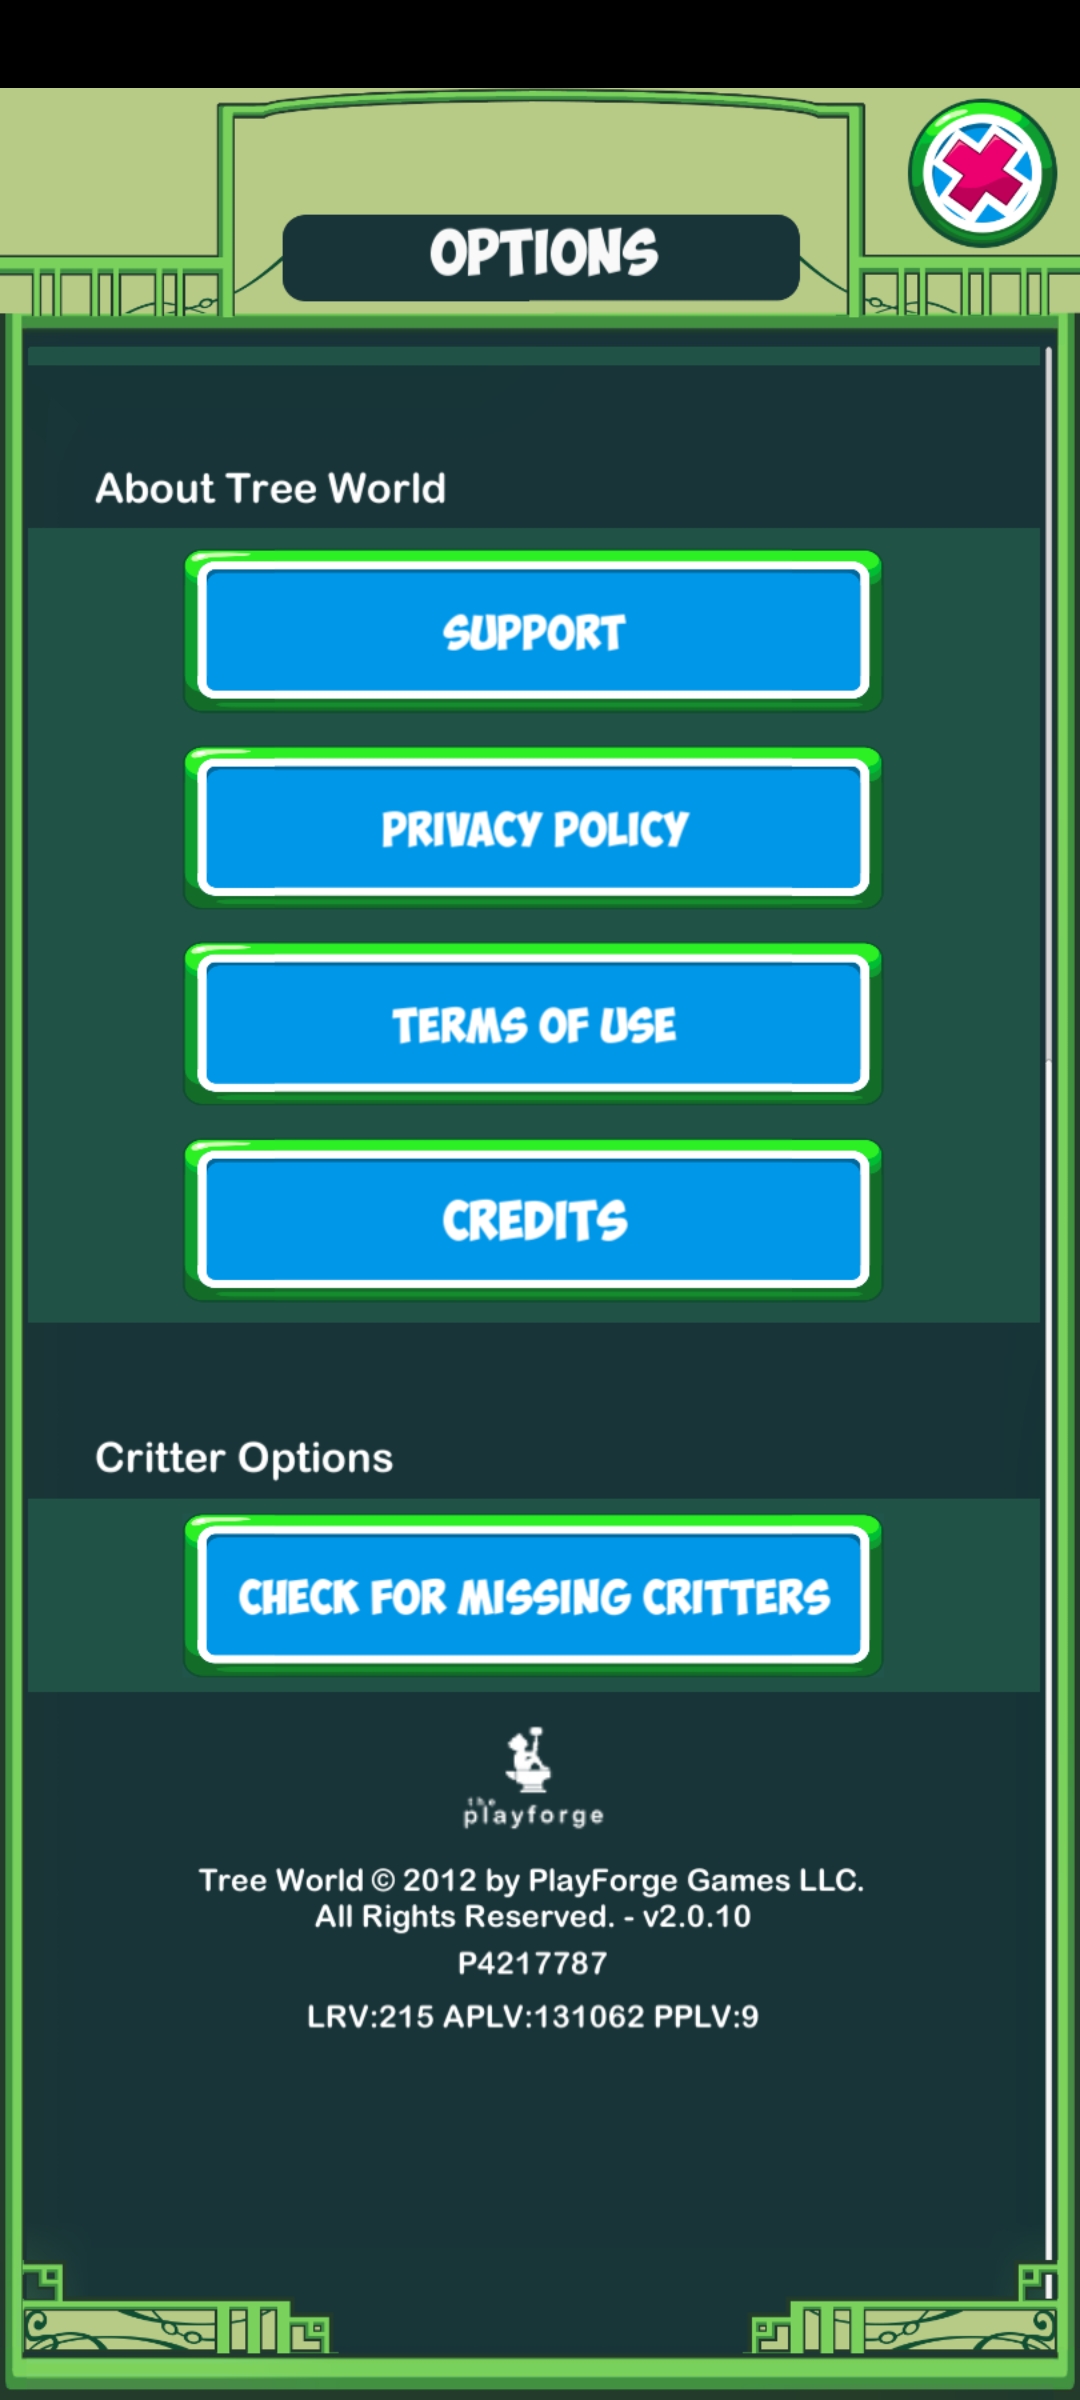 OPTIONS
About Tree World
SUPPORT
PRIVACY POLICY
TERMS OF USE
CREDITS
Critter Options
CHECK FOR MISSING CRITTERS
the
playforge
Tree World © 2012 by PlayForge Games LLC.
All Rights Reserved. - v2.0.10
P4217787
LRV:215 APLV:131062 PPLV:9